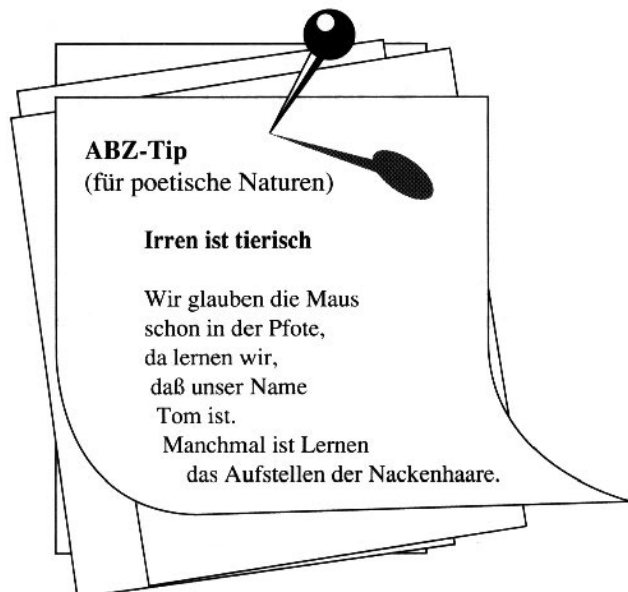 ABZ-Tip
(für poetische Naturen)
Irren ist tierisch
Wir glauben die Maus
schon in der Pfote,
da lernen wir,
daß unser Name
Tom ist.
Manchmal ist Lernen
das Aufstellen der Nackenhaare.